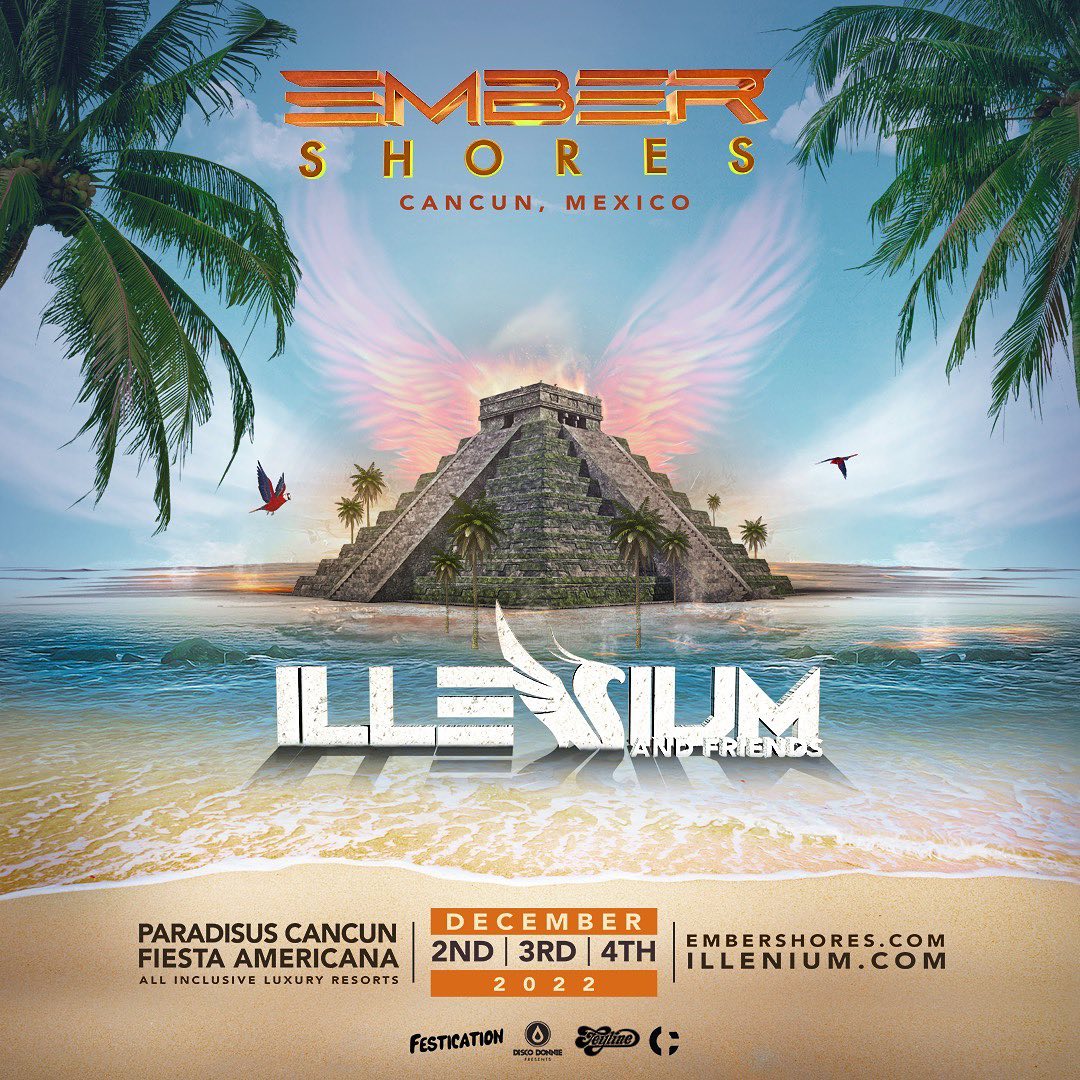 EMBER
SHORES
CANCUN, MEXICO
ILLENIUM
AND FRIENDS
PARADISUS CANCUN
FIESTA AMERICANA
ALL INCLUSIVE LUXURY RESORTS
DECEMBER
2ND | 3RD | 4TH
2022
EMBERSHORES.COM
ILLENIUM.COM
FESTICATION
DISCO DONNIE
PRESENTS